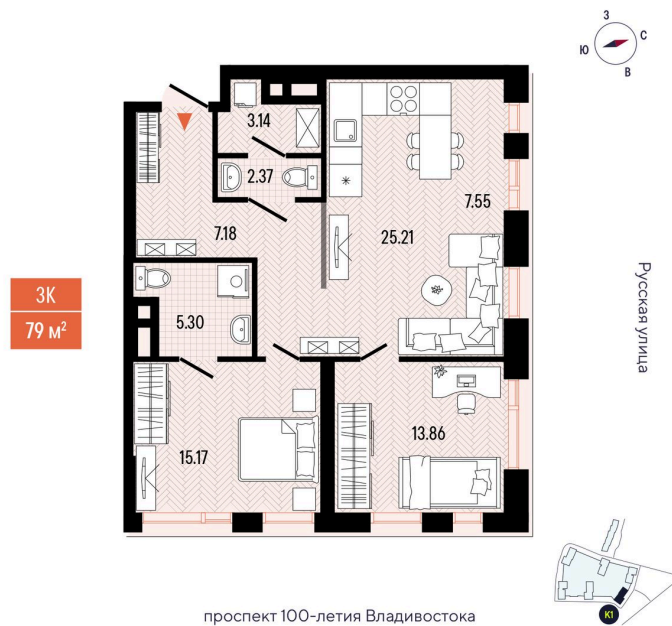 З
С
Ю
В
3.14
2.37
7.55
7.18
25.21
3К
79 м²
5.30
Русская улица
15.17
13.86
К1
проспект 100-летия Владивостока